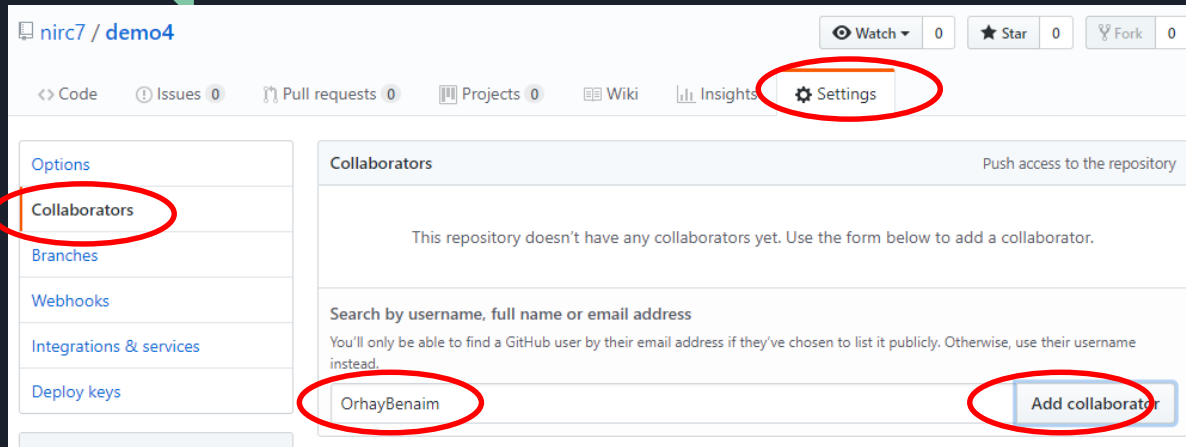 nirc7 / demo4
Watch 0 Star 0 Fork 0
Code Issues 0 Pull requests 0 Projects 0 Wiki Insights Settings
Options
Collaborators
Branches
Webhooks
Integrations & services
Deploy keys
Collaborators Push access to the repository
This repository doesn't have any collaborators yet. Use the form below to add a collaborator.
Search by username, full name or email address
You'll only be able to find a GitHub user by their email address if they've chosen to list it publicly. Otherwise, use their username
instead.
OrhayBenaim Add collaborator